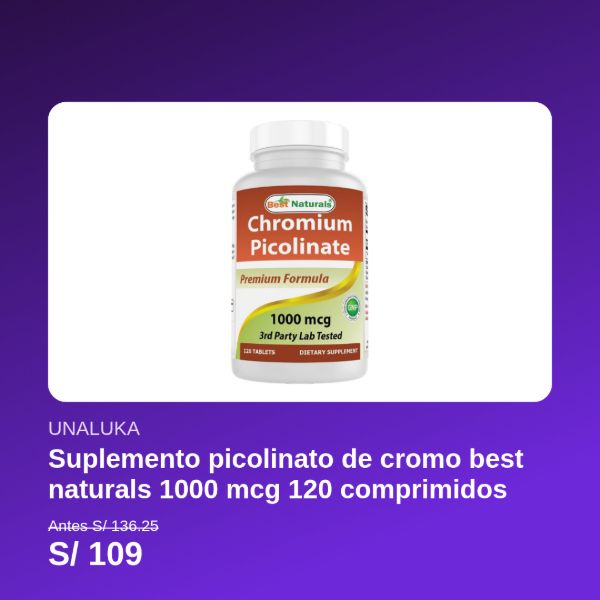 Best Naturals
Chromium
Picolinate
Premium Formula
GMP
1000 mcg
3rd Party Lab Tested
120 TABLETS DIETARY SUPPLEMENT
UNALUKA
Suplemento picolinato de cromo best
naturals 1000 mcg 120 comprimidos
Antes S/ 136.25
S/ 109